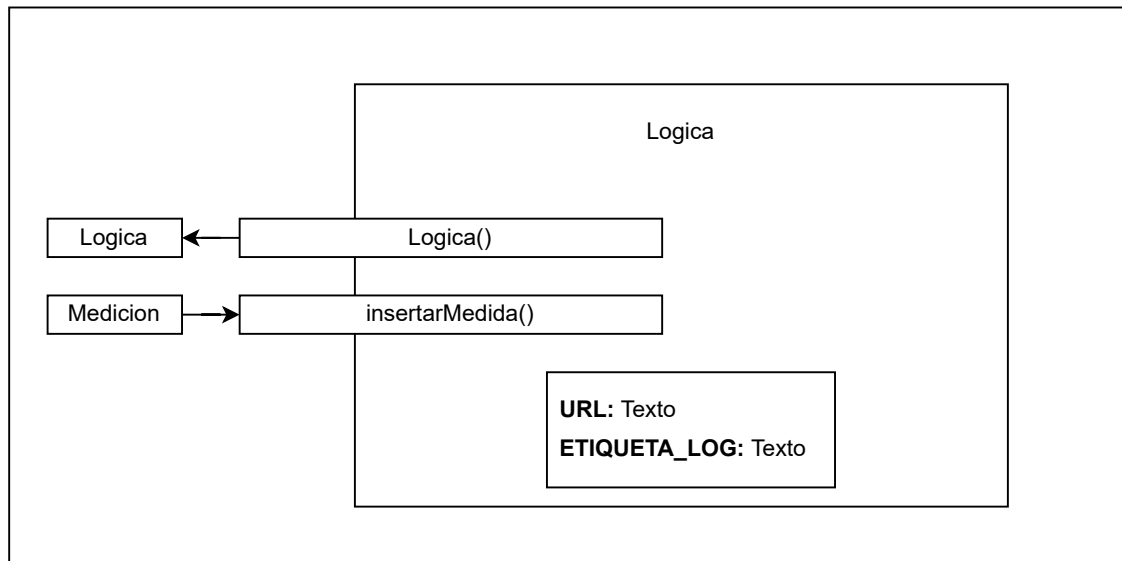 Logica
Logica
Logica()
Medicion
insertarMedida()
URL: Texto
ETIQUETA_LOG: Texto